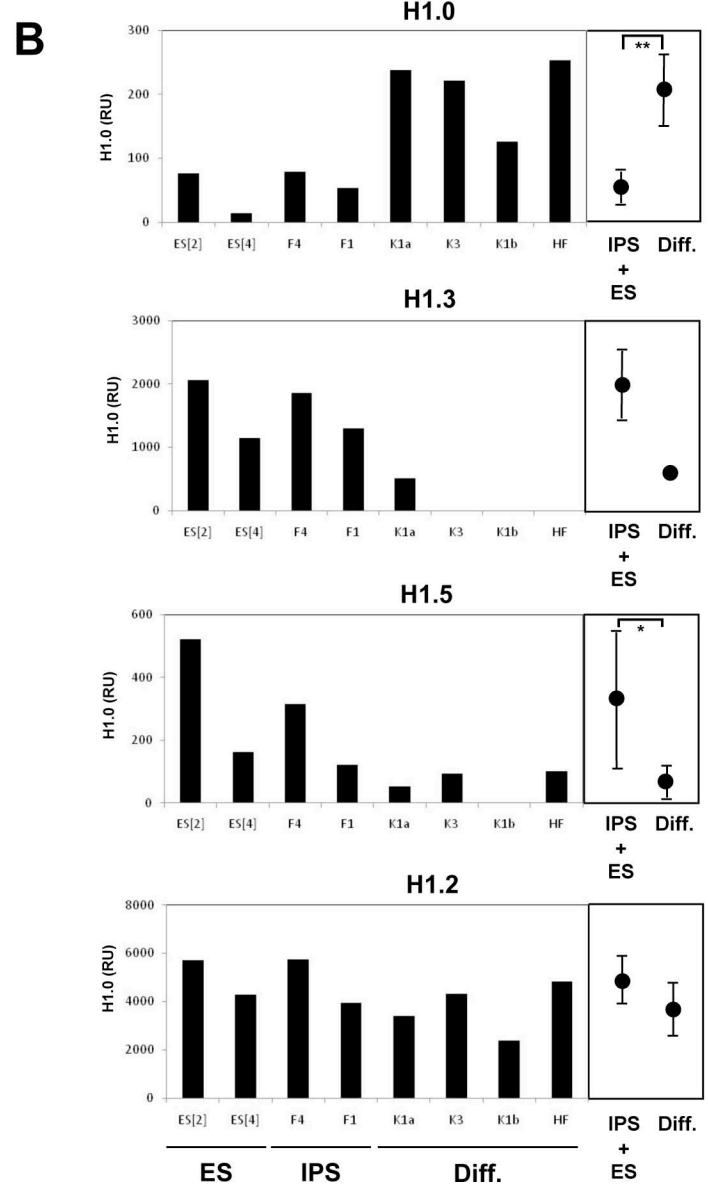 B
H1.0
300
200
100
0
H1.0 (RU)
**
ES[2] ES[4] F4 F1 K1a K3 K1b HF
IPS + ES Diff.
H1.3
3000
2000
1000
0
H1.0 (RU)
ES[2] ES[4] F4 F1 K1a K3 K1b HF
IPS + ES Diff.
H1.5
600
400
200
0
H1.0 (RU)
*
ES[2] ES[4] F4 F1 K1a K3 K1b HF
IPS + ES Diff.
H1.2
8000
6000
4000
2000
0
H1.0 (RU)
ES[2] ES[4] F4 F1 K1a K3 K1b HF
IPS + ES Diff.
ES IPS Diff.